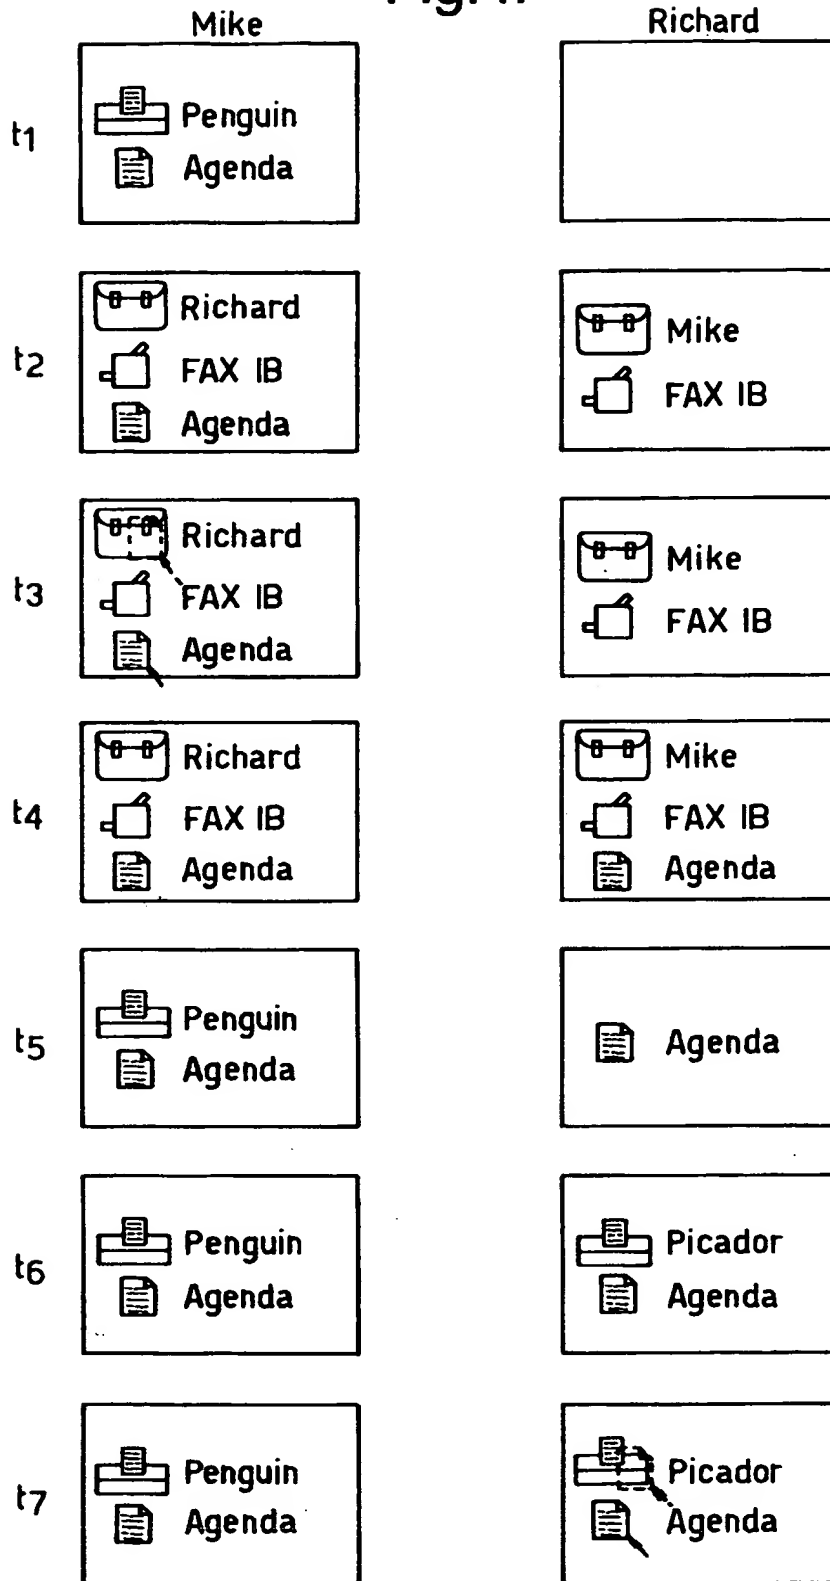 Mike Richard
t1
Penguin
Agenda
t2
Richard
FAX IB
Agenda
Mike
FAX IB
t3
Richard
FAX IB
Agenda
Mike
FAX IB
t4
Richard
FAX IB
Agenda
Mike
FAX IB
Agenda
t5
Penguin
Agenda
Agenda
t6
Penguin
Agenda
Picador
Agenda
t7
Penguin
Agenda
Picador
Agenda